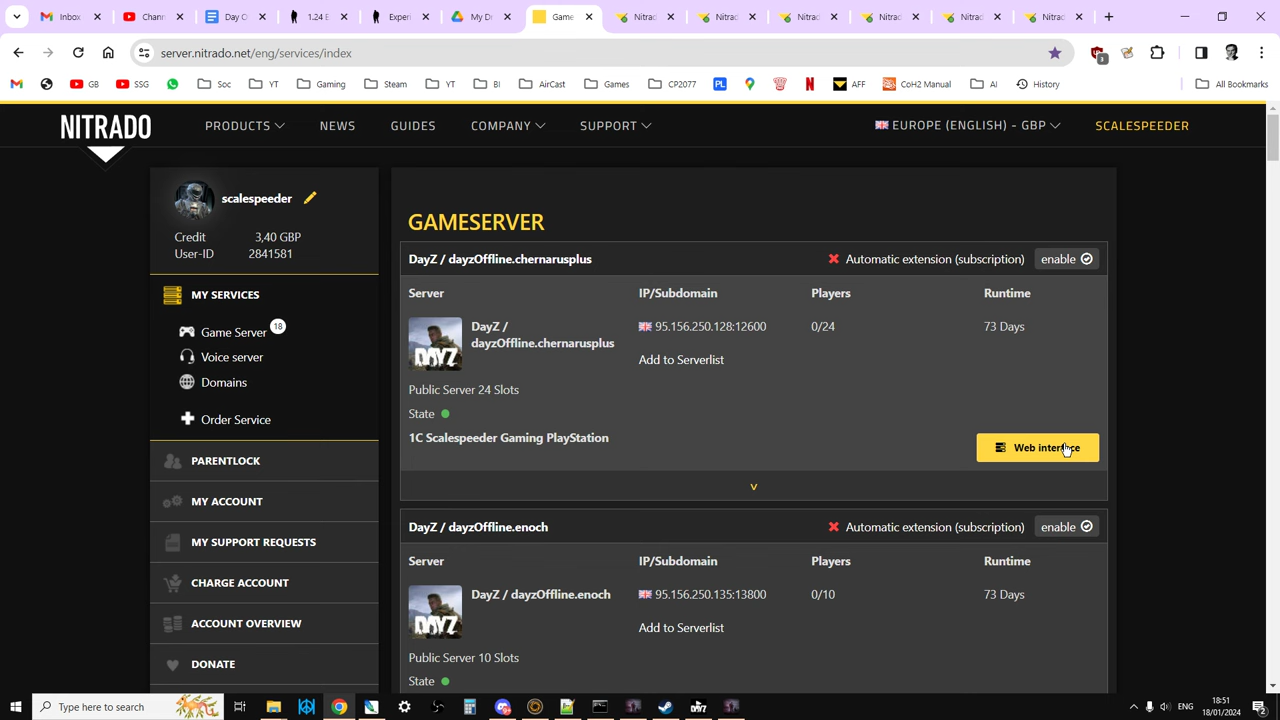 Inbox
Chann
Day O
1.24 E
Experi
My Dr
Game
Nitrad
Nitrad
Nitrad
Nitrad
Nitrad
Nitrad
server.nitrado.net/eng/services/index
3
GB
SSG
Soc
YT
Gaming
Steam
YT
BI
AirCast
Games
CP2077
PL
AFF
CoH2 Manual
AI
History
All Bookmarks
NITRADO
PRODUCTS
NEWS
GUIDES
COMPANY
SUPPORT
EUROPE (ENGLISH) - GBP
SCALESPEEDER
scalespeeder
Credit 3,40 GBP
User-ID 2841581
MY SERVICES
Game Server 18
Voice server
Domains
Order Service
PARENTLOCK
MY ACCOUNT
MY SUPPORT REQUESTS
CHARGE ACCOUNT
ACCOUNT OVERVIEW
DONATE
GAMESERVER
DayZ / dayzOffline.chernarusplus
Automatic extension (subscription) enable
Server IP/Subdomain Players Runtime
DayZ / dayzOffline.chernarusplus
95.156.250.128:12600
0/24
73 Days
Add to Serverlist
DAYZ
Public Server 24 Slots
State
1C Scalespeeder Gaming PlayStation
Web interface
v
DayZ / dayzOffline.enoch
Automatic extension (subscription) enable
Server IP/Subdomain Players Runtime
DayZ / dayzOffline.enoch
95.156.250.135:13800
0/10
73 Days
Add to Serverlist
DAYZ
Public Server 10 Slots
State
Type here to search
ENG
18:51
18/01/2024
2